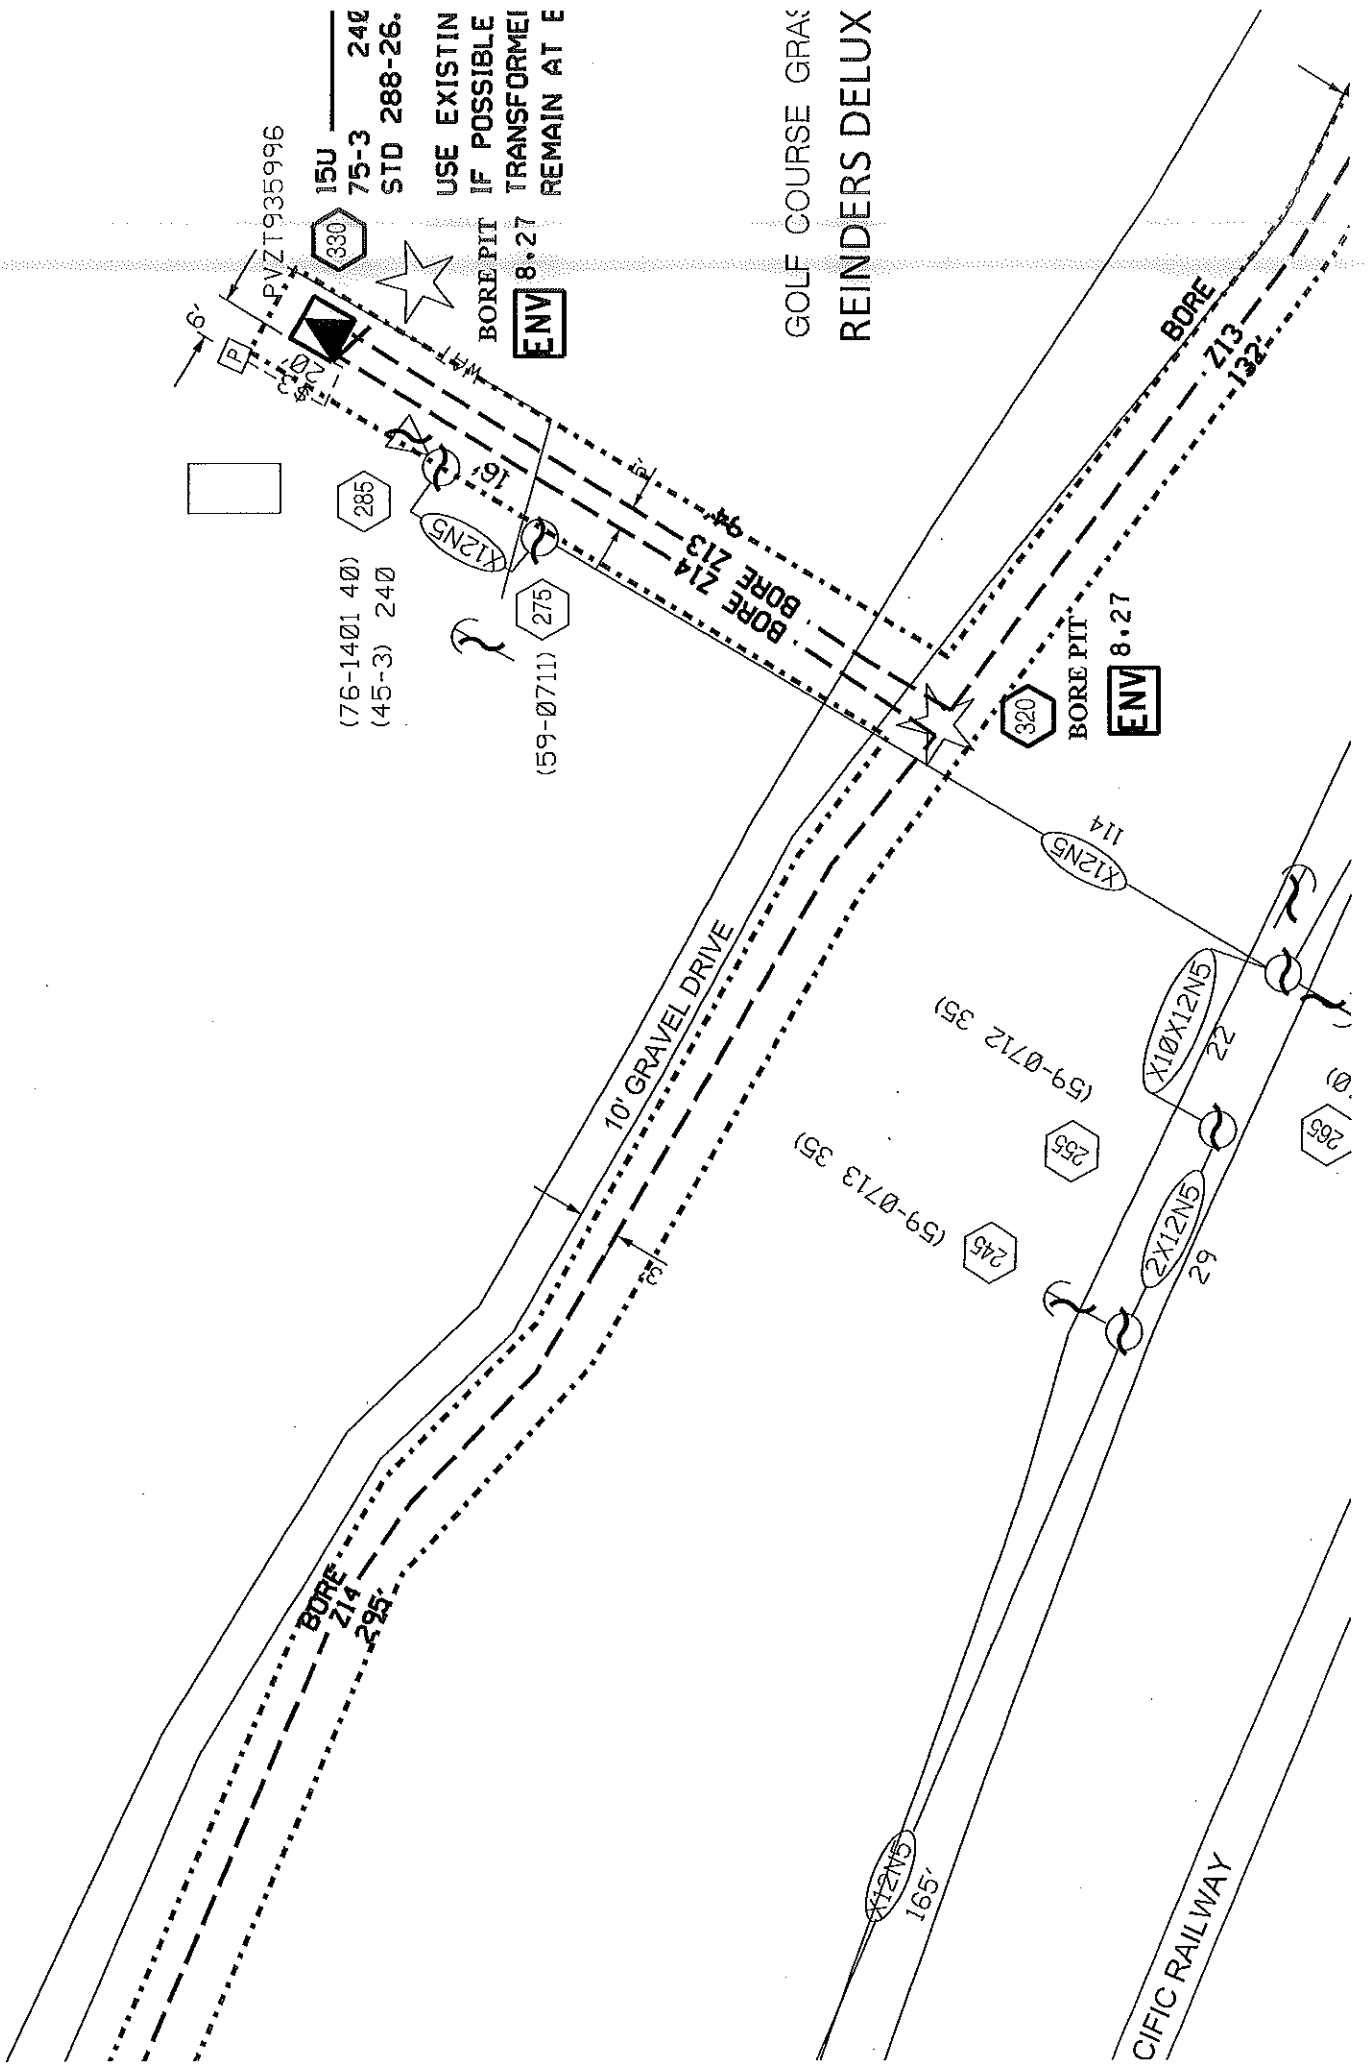 PVZT935996
330
15U
75-3 240
STD 288-26.
USE EXISTIN
IF POSSIBLE
TRANSFORMER
REMAIN AT E
BORE PIT
ENV 8.27
GOLF COURSE GRAS
REINDERS DELUX
6'
P
20'
WAT
16'
285
(76-1401 40)
(45-3) 240
X12N5
275
(59-0711)
94'
BORE Z14
BORE Z13
BORE
Z13
132'
320
BORE PIT
ENV 8.27
X12N5
114
10' GRAVEL DRIVE
3'
(59-0712 35)
255
X10X12N5
22
265
(59-0713 35)
245
2X12N5
29
BORE
Z14
295'
X12N5
165'
CIFIC RAILWAY